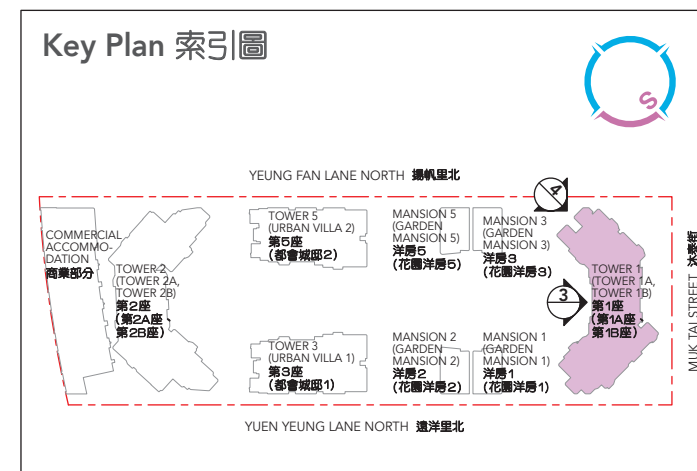 Key Plan 索引圖
S
YEUNG FAN LANE NORTH 揚帆里北
4
COMMERCIAL
ACCOMMO-
DATION
商業部分
TOWER 2
(TOWER 2A,
TOWER 2B)
第2座
(第2A座、
第2B座)
TOWER 5
(URBAN VILLA 2)
第5座
(都會城邸2)
MANSION 5
(GARDEN
MANSION 5)
洋房5
(花園洋房5)
MANSION 3
(GARDEN
MANSION 3)
洋房3
(花園洋房3)
3
TOWER 1
(TOWER 1A,
TOWER 1B)
第1座
(第1A座、
第1B座)
MUK TAI STREET 沐泰街
TOWER 3
(URBAN VILLA 1)
第3座
(都會城邸1)
MANSION 2
(GARDEN
MANSION 2)
洋房2
(花園洋房2)
MANSION 1
(GARDEN
MANSION 1)
洋房1
(花園洋房1)
YUEN YEUNG LANE NORTH 遠洋里北